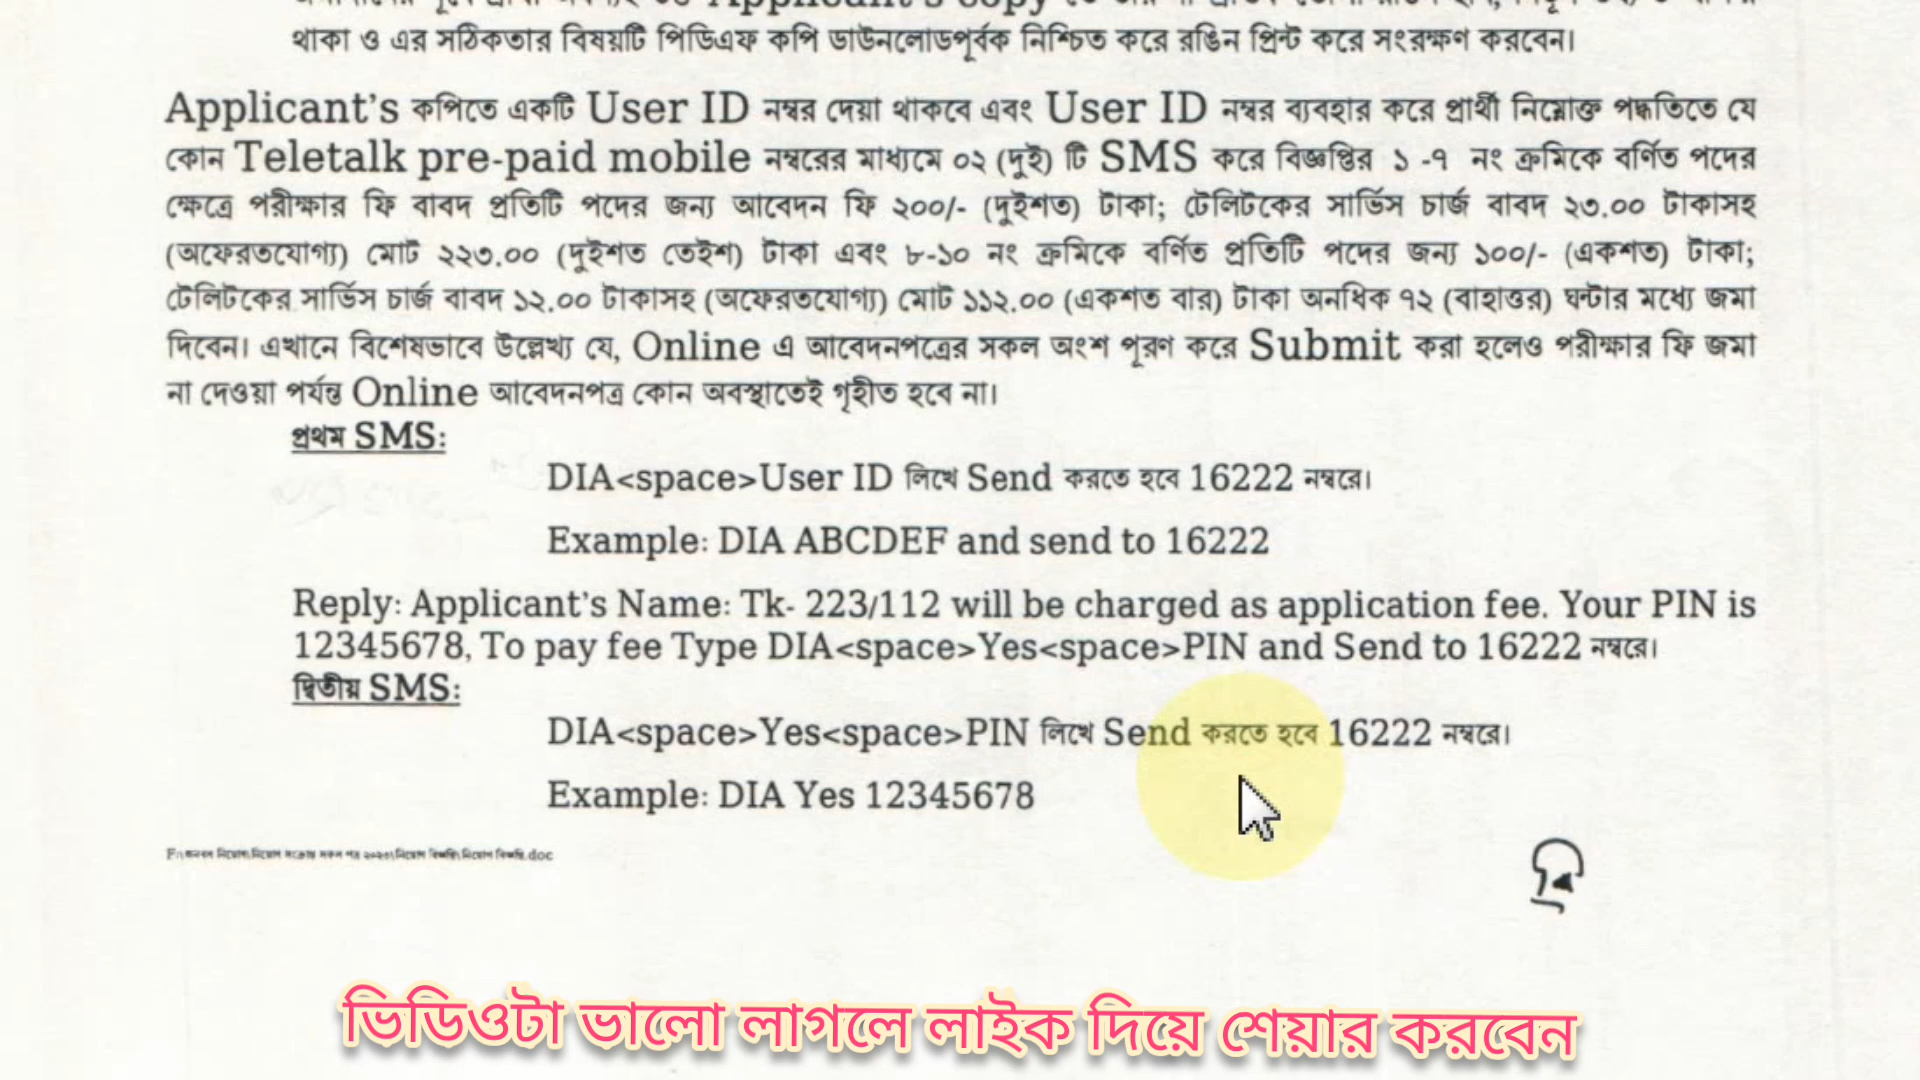 Applicant's copy
থাকা ও এর সঠিকতার বিষয়টি পিডিএফ কপি ডাউনলোডপূর্বক নিশ্চিত করে রঙিন প্রিন্ট করে সংরক্ষণ করবেন।
Applicant's কপিতে একটি User ID নম্বর দেয়া থাকবে এবং User ID নম্বর ব্যবহার করে প্রার্থী নিম্নোক্ত পদ্ধতিতে যে
কোন Teletalk pre-paid mobile নম্বরের মাধ্যমে ০২ (দুই) টি SMS করে বিজ্ঞপ্তির ১ -৭ নং ক্রমিকে বর্ণিত পদের
ক্ষেত্রে পরীক্ষার ফি বাবদ প্রতিটি পদের জন্য আবেদন ফি ২০০/- (দুইশত) টাকা; টেলিটকের সার্ভিস চার্জ বাবদ ২৩.০০ টাকাসহ
(অফেরতযোগ্য) মোট ২২৩.০০ (দুইশত তেইশ) টাকা এবং ৮-১০ নং ক্রমিকে বর্ণিত প্রতিটি পদের জন্য ১০০/- (একশত) টাকা;
টেলিটকের সার্ভিস চার্জ বাবদ ১২.০০ টাকাসহ (অফেরতযোগ্য) মোট ১১২.০০ (একশত বার) টাকা অনধিক ৭২ (বাহাত্তর) ঘন্টার মধ্যে জমা
দিবেন। এখানে বিশেষভাবে উল্লেখ্য যে, Online এ আবেদনপত্রের সকল অংশ পূরণ করে Submit করা হলেও পরীক্ষার ফি জমা
না দেওয়া পর্যন্ত Online আবেদনপত্র কোন অবস্থাতেই গৃহীত হবে না।
প্রথম SMS:
DIA<space>User ID লিখে Send করতে হবে 16222 নম্বরে।
Example: DIA ABCDEF and send to 16222
Reply: Applicant's Name: Tk- 223/112 will be charged as application fee. Your PIN is
12345678, To pay fee Type DIA<space>Yes<space>PIN and Send to 16222 নম্বরে।
দ্বিতীয় SMS:
DIA<space>Yes<space>PIN লিখে Send করতে হবে 16222 নম্বরে।
Example: DIA Yes 12345678
ভিডিওটা ভালো লাগলে লাইক দিয়ে শেয়ার করবেন